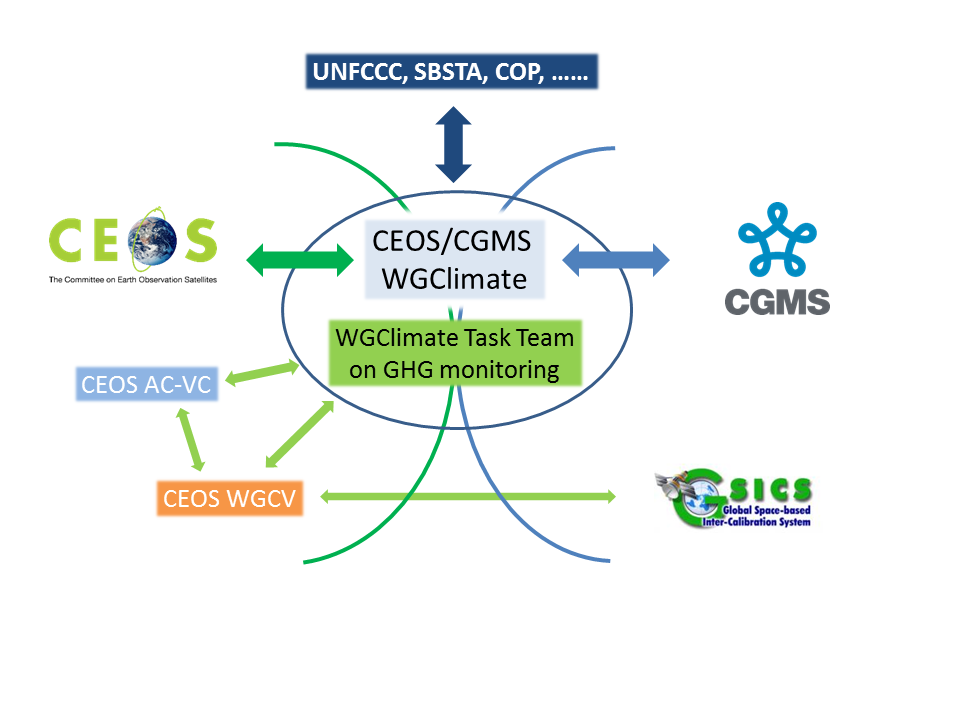 UNFCCC, SBSTA, COP, ......
CEOS
The Committee on Earth Observation Satellites
CEOS/CGMS
WGClimate
CGMS
WGClimate Task Team
on GHG monitoring
CEOS AC-VC
CEOS WGCV
GSICS
Global Space-based
Inter-Calibration System